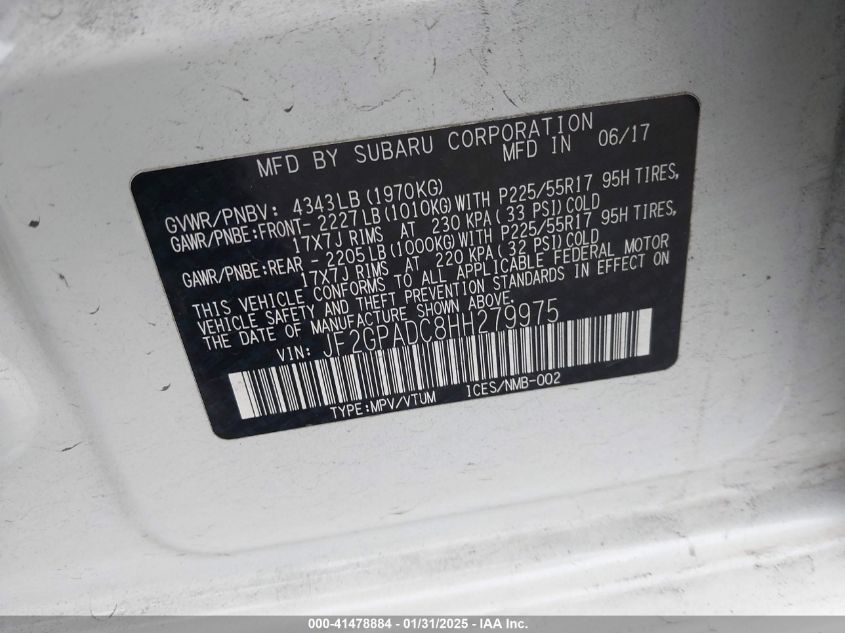 MFD BY SUBARU CORPORATION
MFD IN 06/17
GVWR/PNBV: 4343LB(1970KG)
GAWR/PNBE:FRONT- 2227LB(1010KG)WITH P225/55R17 95H TIRES,
17X7J RIMS AT 230 KPA(33 PSI)COLD
GAWR/PNBE:REAR - 2205LB(1000KG)WITH P225/55R17 95H TIRES,
17X7J RIMS AT 220 KPA(32 PSI)COLD
THIS VEHICLE CONFORMS TO ALL APPLICABLE FEDERAL MOTOR
VEHICLE SAFETY AND THEFT PREVENTION STANDARDS IN EFFECT ON
THE DATE OF MANUFACTURE SHOWN ABOVE.
VIN: JF2GPADC8HH279975
TYPE:MPV/VTUM ICES/NMB-002
000-41478884 - 01/31/2025 - IAA Inc.